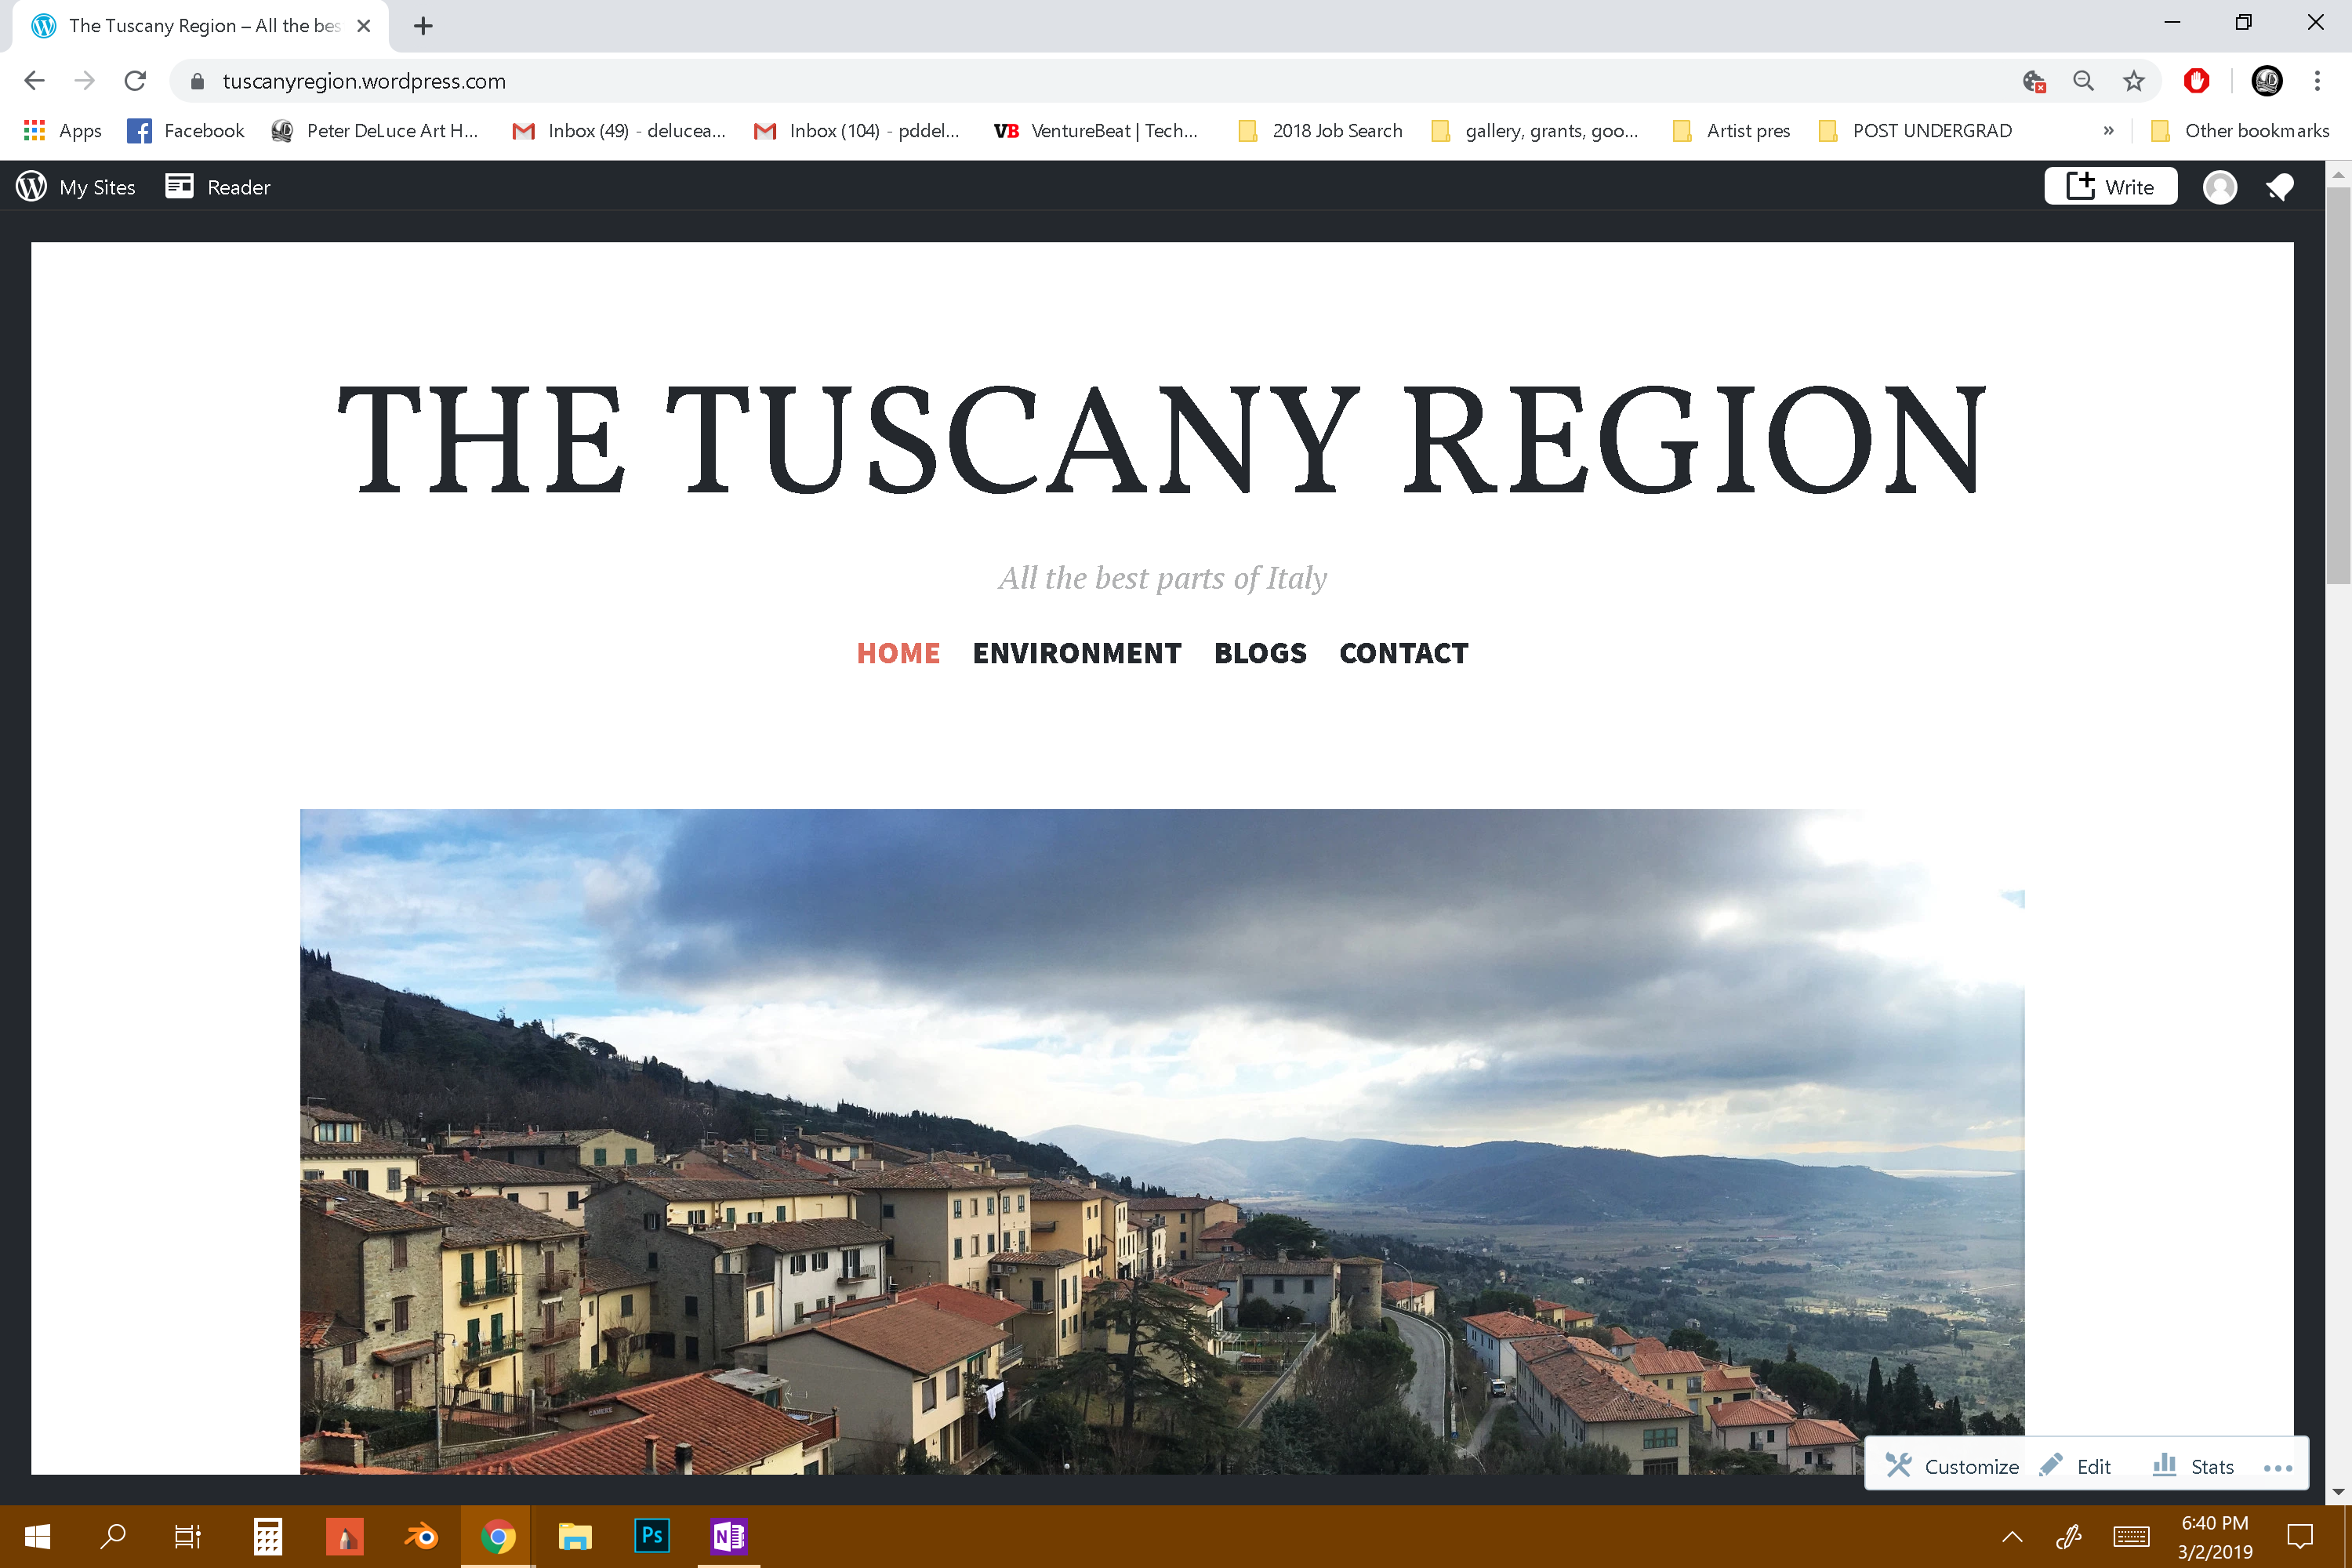 The Tuscany Region – All the bes
tuscanyregion.wordpress.com
Apps Facebook Peter DeLuce Art H... Inbox (49) - delucea... Inbox (104) - pddel... VB VentureBeat | Tech... 2018 Job Search gallery, grants, goo... Artist pres POST UNDERGRAD » Other bookmarks
My Sites Reader Write
THE TUSCANY REGION
All the best parts of Italy
HOME ENVIRONMENT BLOGS CONTACT
CAMERE
Customize Edit Stats
Ps N 6:40 PM
3/2/2019